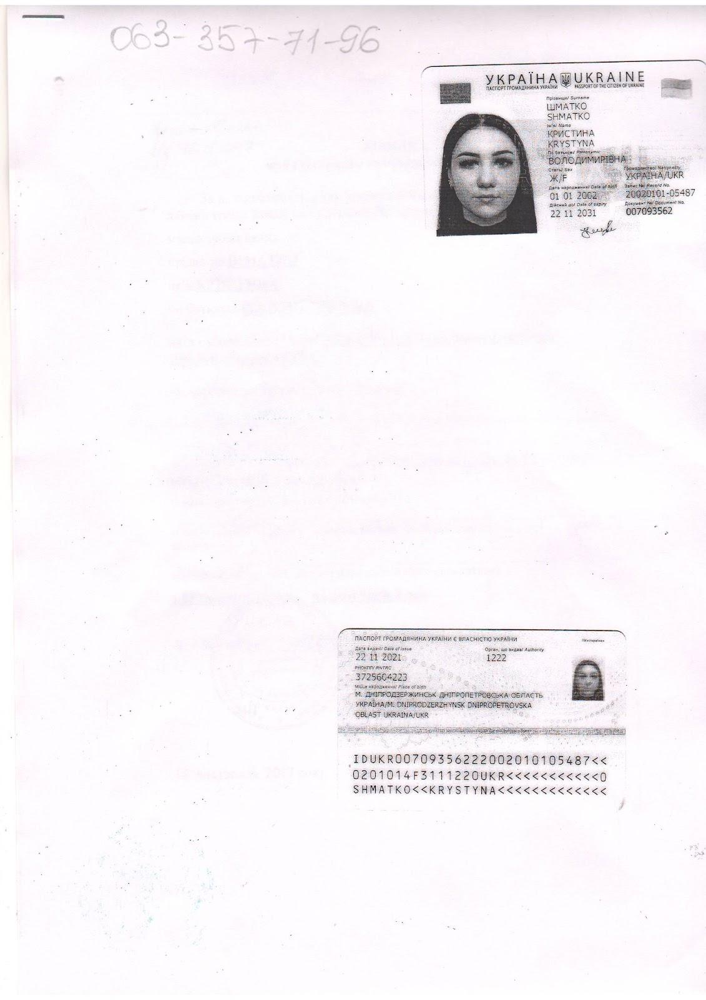 063-357-71-96
УКРАЇНА UKRAINE
ПАСПОРТ ГРОМАДЯНИНА УКРАЇНИ PASSPORT OF THE CITIZEN OF UKRAINE
Прізвище/ Surname
ШМАТКО
SHMATKO
Ім'я/ Name
КРИСТИНА
KRYSTYNA
По батькові/ Patronymic
ВОЛОДИМИРІВНА
Стать/ Sex Громадянство/ Nationality
Ж/F УКРАЇНА/UKR
Дата народження/ Date of birth Запис №/ Record No.
01 01 2002 20020101-05487
Дійсний до/ Date of expiry Документ №/ Document No.
22 11 2031 007093562
ПАСПОРТ ГРОМАДЯНИНА УКРАЇНИ Є ВЛАСНІСТЮ УКРАЇНИ
Дата видачі/ Date of issue Орган, що видав/ Authority
22 11 2021 1222
РНОКПП/ RNTRC
3725604223
Місце народження/ Place of birth
М. ДНІПРОДЗЕРЖИНСЬК ДНІПРОПЕТРОВСЬКА ОБЛАСТЬ
УКРАЇНА/M. DNIPRODZERZHYNSK DNIPROPETROVSKA
OBLAST UKRAINA/UKR
IDUKR00709356222002010105487<<
0201014F3111220UKR<<<<<<<<<<<0
SHMATKO<<KRYSTYNA<<<<<<<<<<<<<